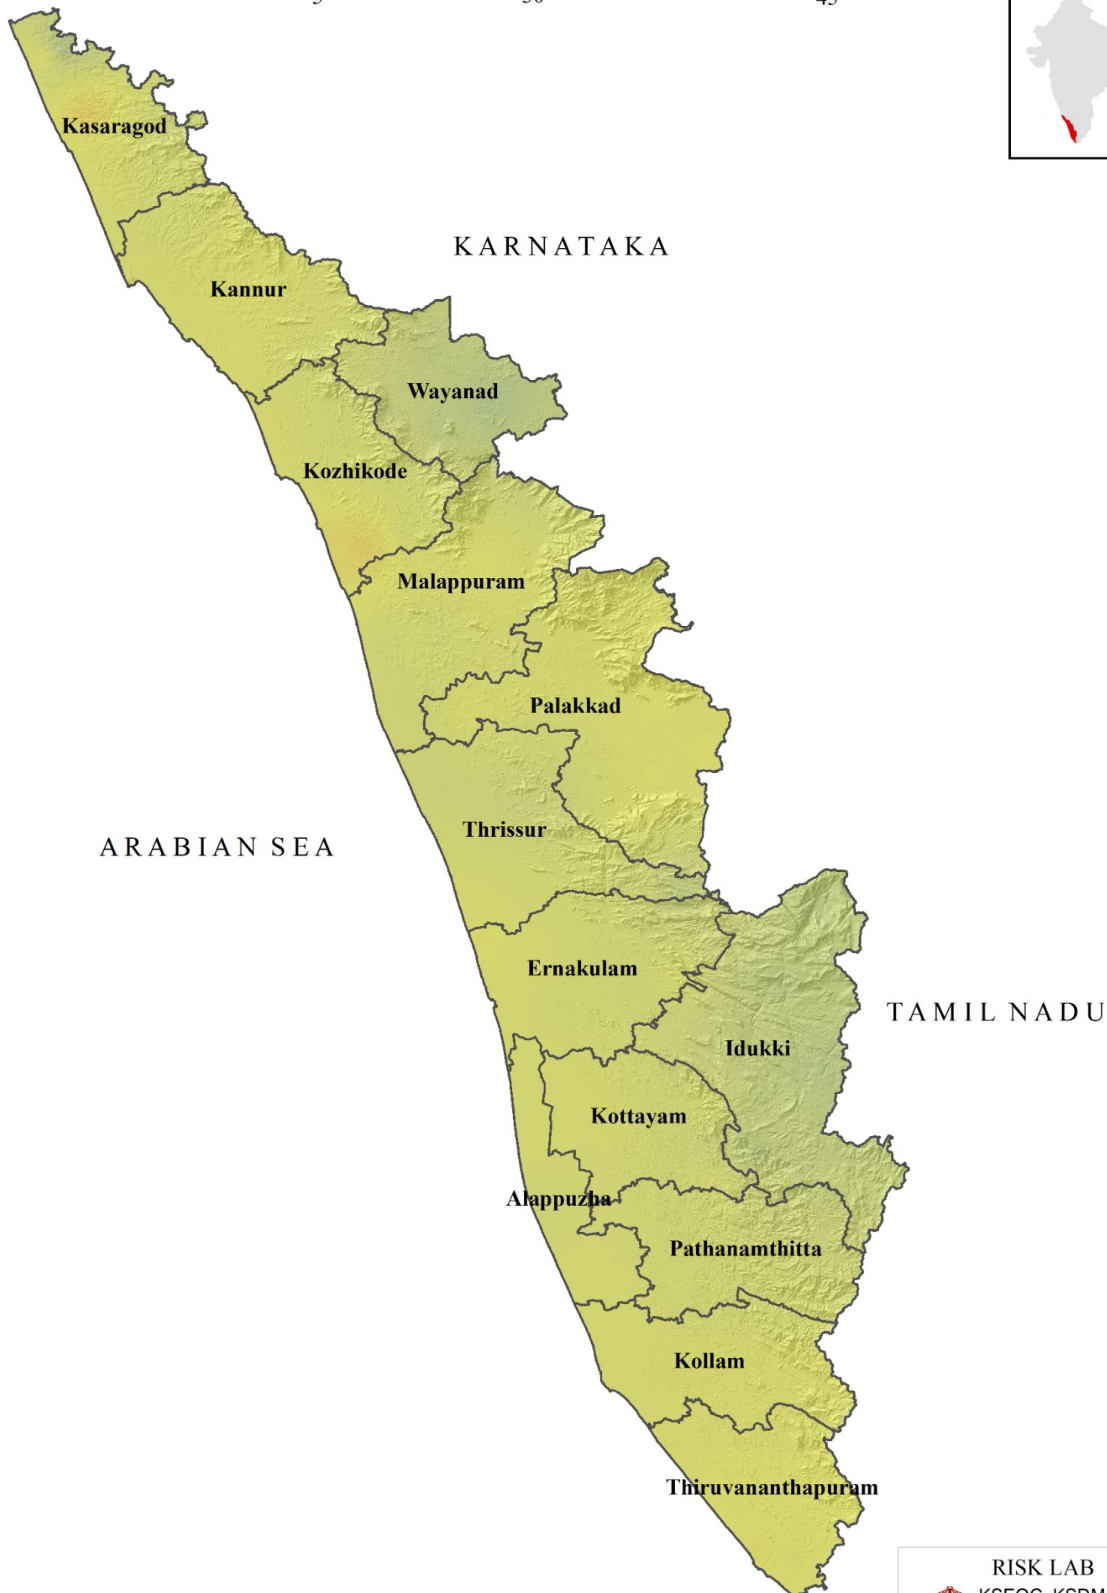 Kasaragod
KARNATAKA
Kannur
Wayanad
Kozhikode
Malappuram
Palakkad
Thrissur
ARABIAN SEA
Ernakulam
TAMIL NADU
Idukki
Kottayam
Alappuzha
Pathanamthitta
Kollam
Thiruvananthapuram
RISK LAB